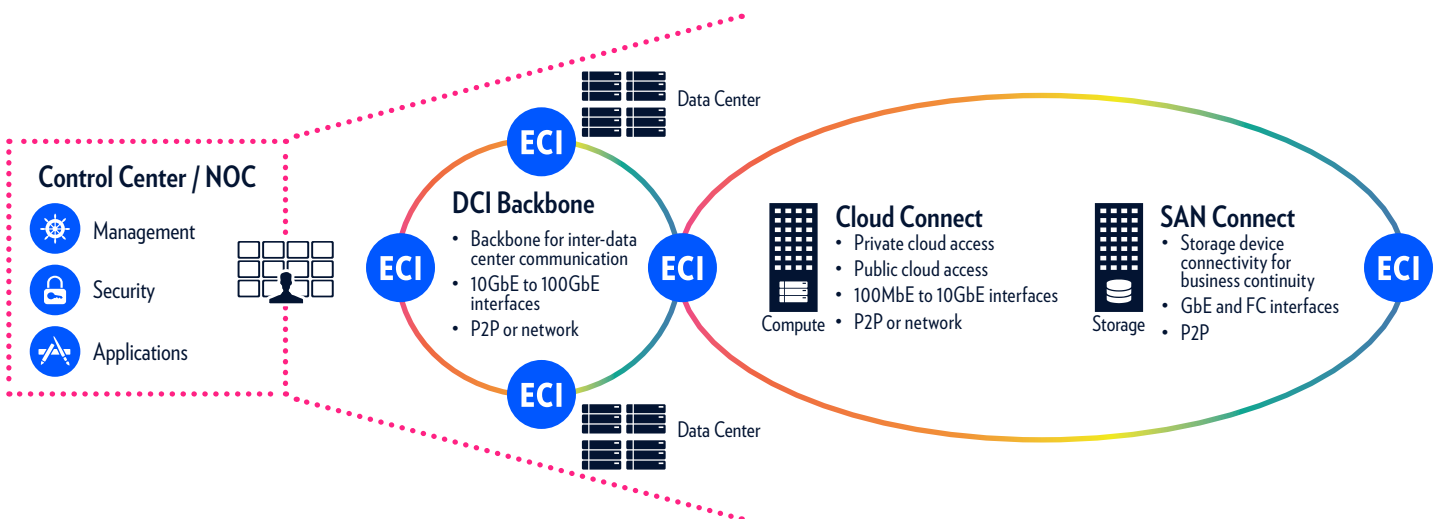 Control Center / NOC
Management
Security
Applications
ECI
Data Center
DCI Backbone
• Backbone for inter-data
center communication
• 10GbE to 100GbE
interfaces
• P2P or network
ECI
ECI
ECI
Data Center
Cloud Connect
• Private cloud access
• Public cloud access
• 100MbE to 10GbE interfaces
• P2P or network
Compute
SAN Connect
• Storage device
connectivity for
business continuity
• GbE and FC interfaces
• P2P
Storage
ECI